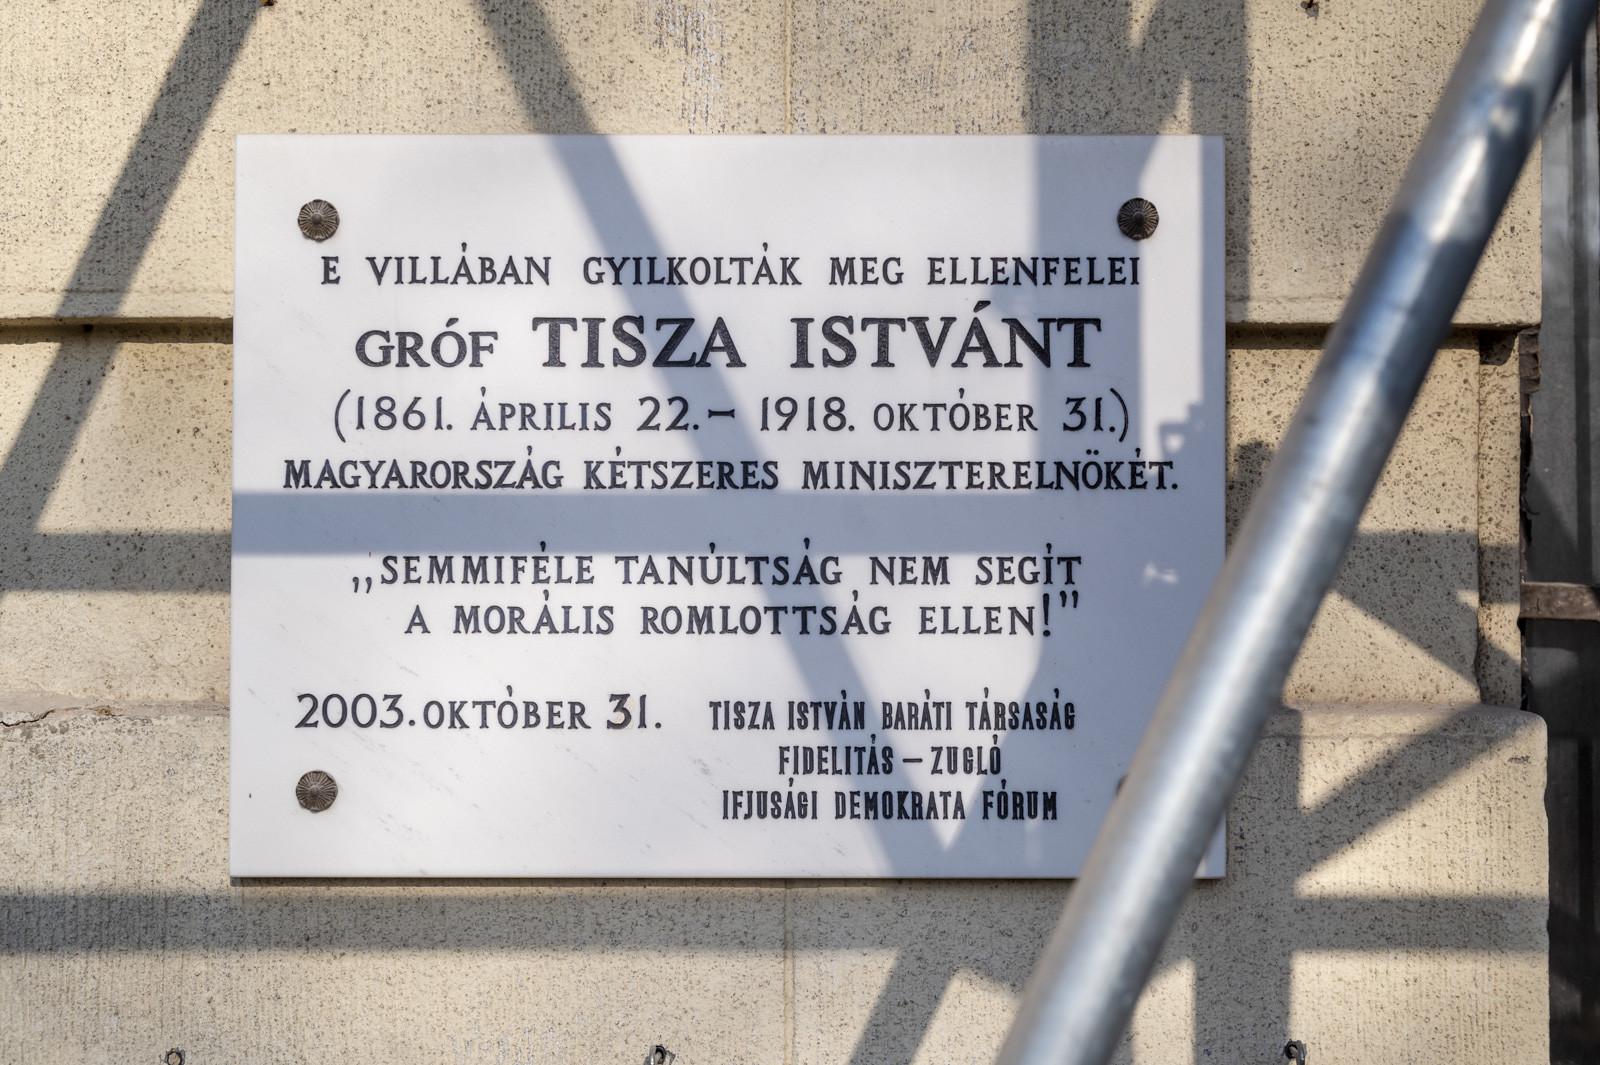 E VILLÁBAN GYILKOLTÁK MEG ELLENFELEI
GRÓF TISZA ISTVÁNT
(1861. ÁPRILIS 22. – 1918. OKTÓBER 31.)
MAGYARORSZÁG KÉTSZERES MINISZTERELNÖKÉT.
„SEMMIFÉLE TANÚLTSÁG NEM SEGÍT
A MORÁLIS ROMLOTTSÁG ELLEN!”
2003. OKTÓBER 31. TISZA ISTVÁN BARÁTI TÁRSASÁG
FIDELITÁS – ZUGLÓ
IFJUSÁGI DEMOKRATA FÓRUM